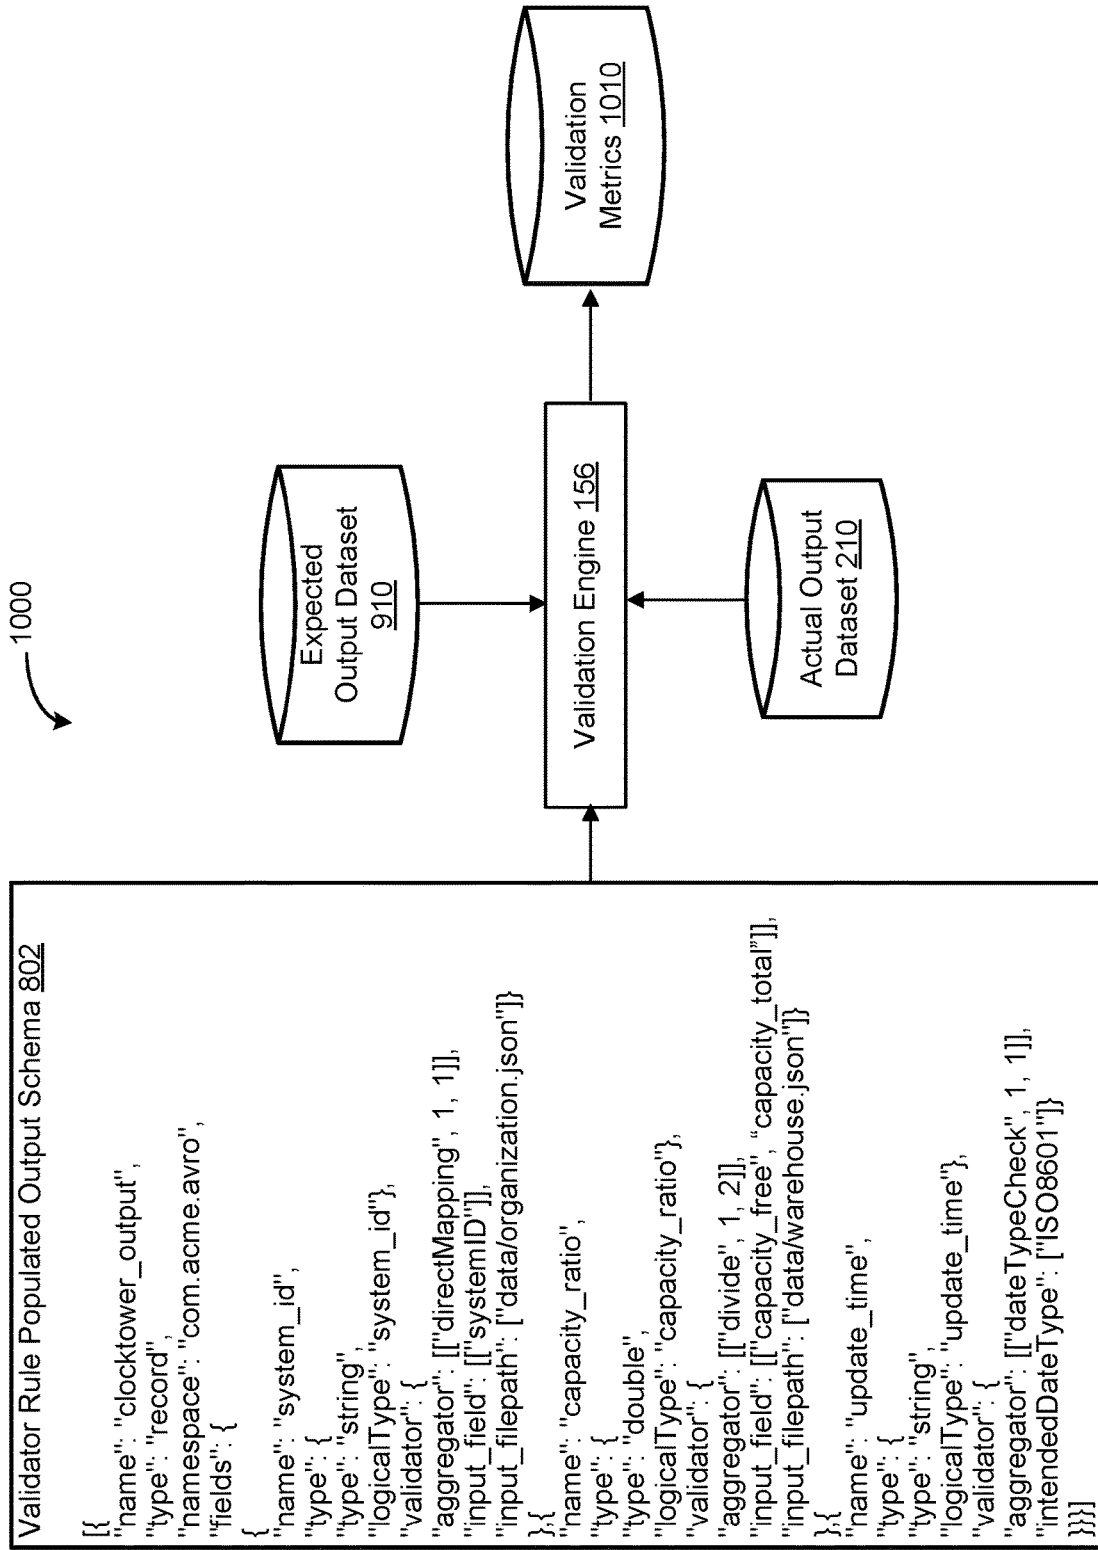 1000
Validator Rule Populated Output Schema 802
[{
"name": "clocktower_output",
"type": "record",
"namespace": "com.acme.avro",
"fields": {
{
"name": "system_id",
"type": {
"type": "string",
"logicalType": "system_id"},
"validator": {
"aggregator": [["directMapping", 1, 1]],
"input_field": [["systemID"]],
"input_filepath": ["data/organization.json"]}
},{
"name": "capacity_ratio",
"type": {
"type": "double",
"logicalType": "capacity_ratio"},
"validator": {
"aggregator": [["divide", 1, 2]],
"input_field": [["capacity_free", “capacity_total”]],
"input_filepath": ["data/warehouse.json"]}
},{
"name": "update_time",
"type": {
"type": "string",
"logicalType": "update_time"},
"validator": {
"aggregator": [["dateTypeCheck", 1, 1]],
"intendedDateType": ["ISO8601"]}
}}}]
Expected
Output Dataset
910
Validation Engine 156
Actual Output
Dataset 210
Validation
Metrics 1010